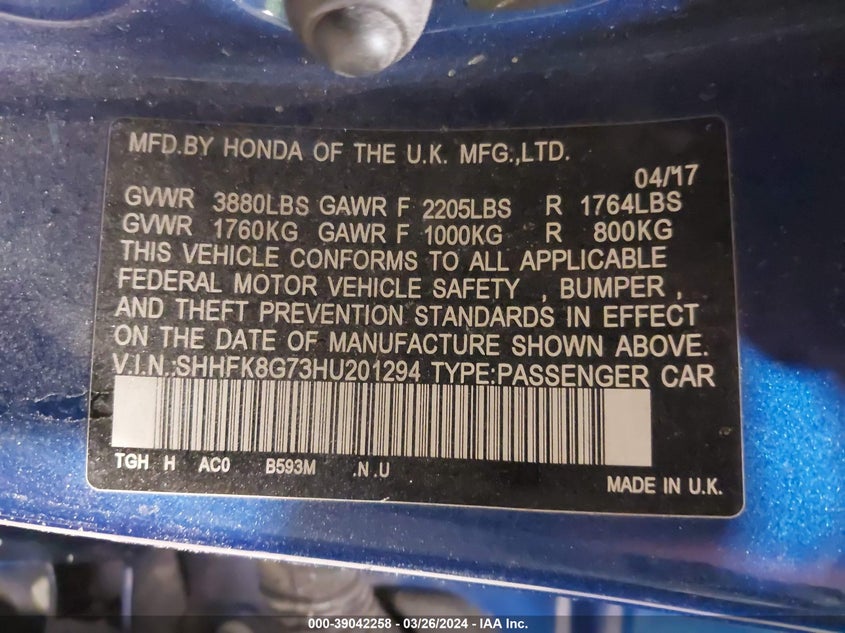 MFD.BY HONDA OF THE U.K. MFG.,LTD.
04/'17
GVWR 3880LBS GAWR F 2205LBS R 1764LBS
GVWR 1760KG GAWR F 1000KG R 800KG
THIS VEHICLE CONFORMS TO ALL APPLICABLE
FEDERAL MOTOR VEHICLE SAFETY , BUMPER ,
AND THEFT PREVENTION STANDARDS IN EFFECT
ON THE DATE OF MANUFACTURE SHOWN ABOVE.
V.I.N.:SHHFK8G73HU201294 TYPE:PASSENGER CAR
TGH H AC0 B593M .N .U
MADE IN U.K.
000-39042258 - 03/26/2024 - IAA Inc.